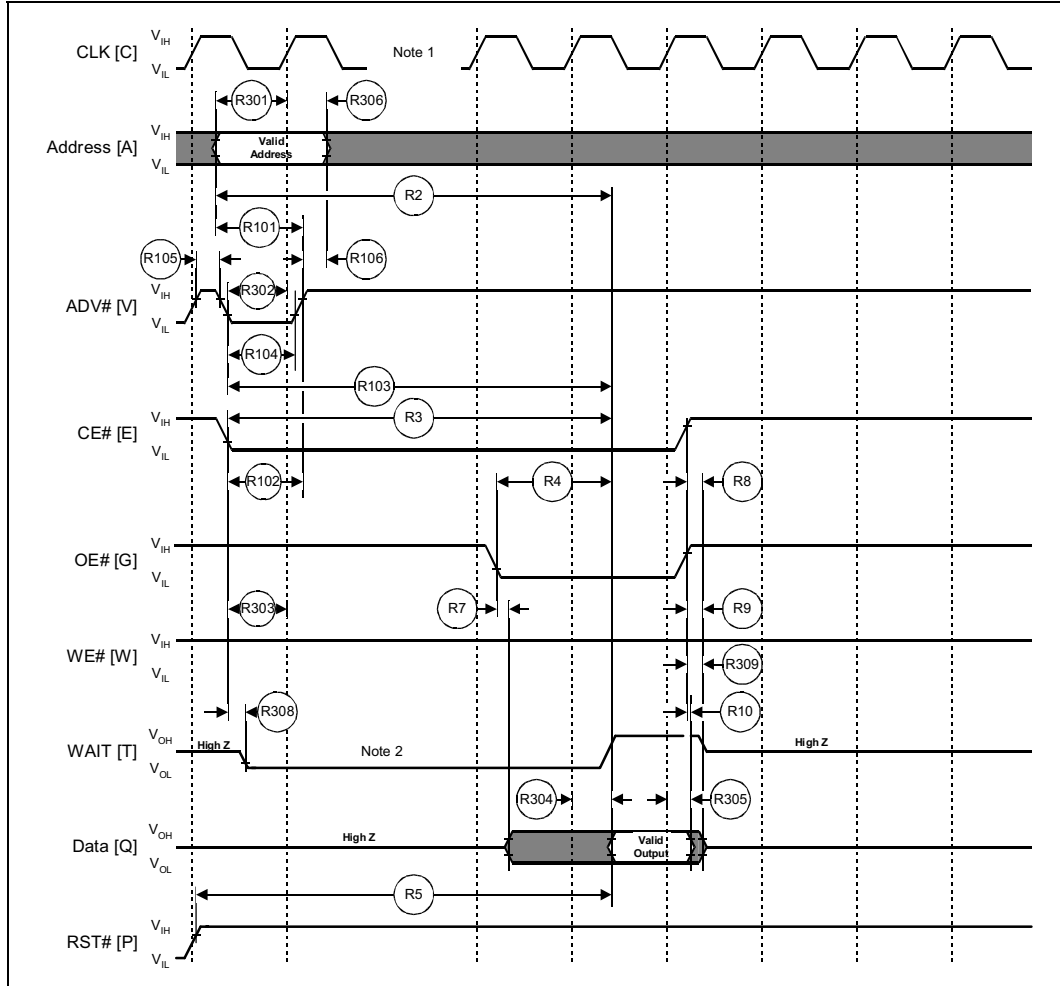 CLK [C]
VIH
VIL
Note 1
R301
R306
Address [A]
VIH
VIL
Valid
Address
R2
R101
R105
R106
ADV# [V]
VIH
VIL
R302
R104
R103
CE# [E]
VIH
VIL
R3
R102
R4
R8
OE# [G]
VIH
VIL
R303
R7
R9
WE# [W]
VIH
VIL
R309
R308
R10
WAIT [T]
VOH
VOL
High Z
Note 2
High Z
R304
R305
Data [Q]
VOH
VOL
High Z
Valid
Output
R5
RST# [P]
VIH
VIL